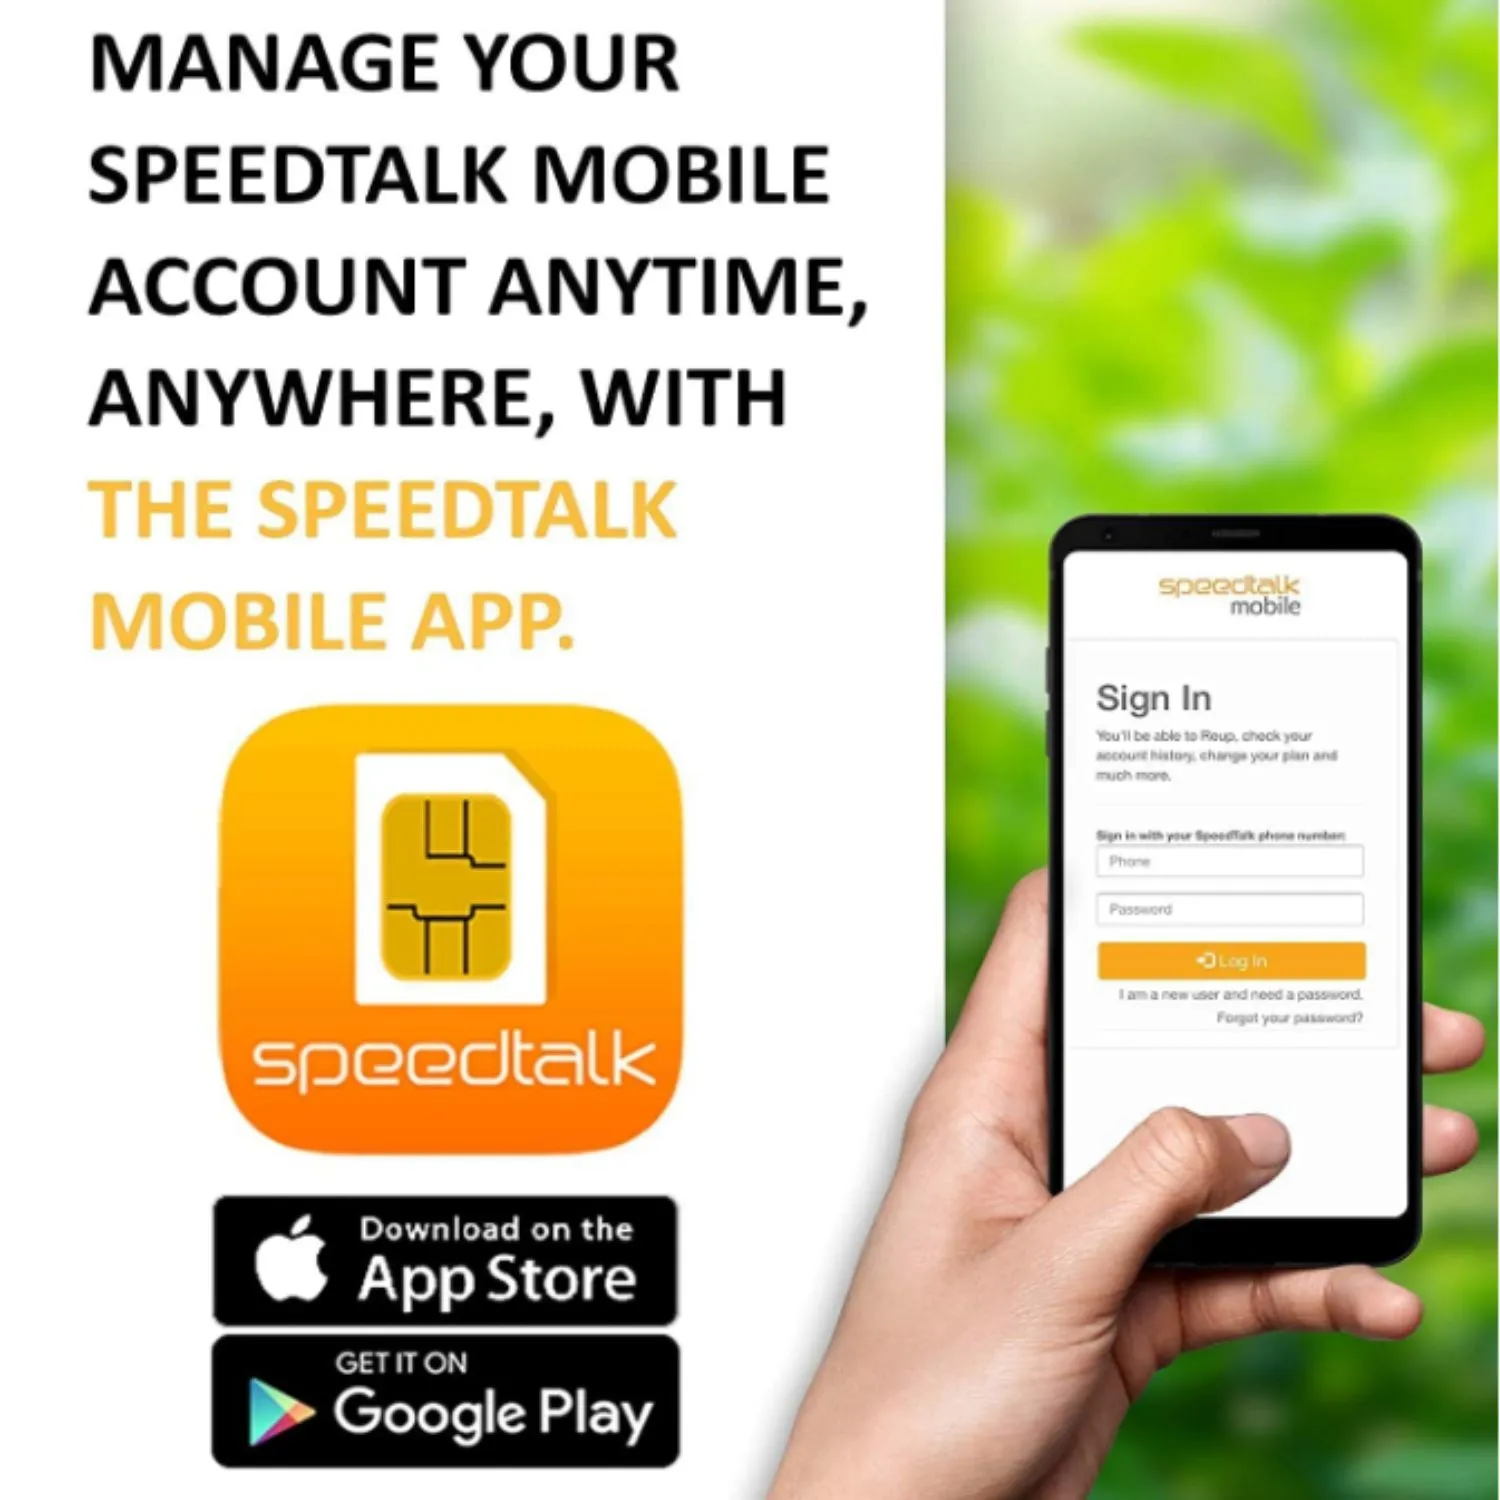 MANAGE YOUR
SPEEDTALK MOBILE
ACCOUNT ANYTIME,
ANYWHERE, WITH
THE SPEEDTALK
MOBILE APP.
speedtalk
Download on the
App Store
GET IT ON
Google Play
speedtalk
mobile
Sign In
You'll be able to Reup, check your
account history, change your plan and
much more.
Sign in with your SpeedTalk phone number:
Phone
Password
Log In
I am a new user and need a password.
Forgot your password?